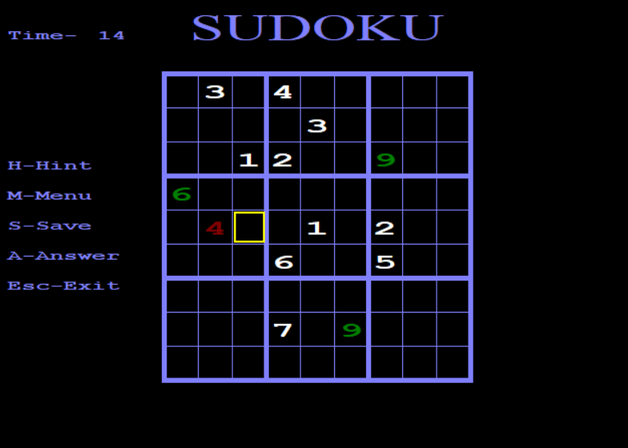 Time- 14
SUDOKU
3 4
3
1 2 9
H-Hint
6
M-Menu
4 1 2
S-Save
6 5
A-Answer
Esc-Exit
7 9